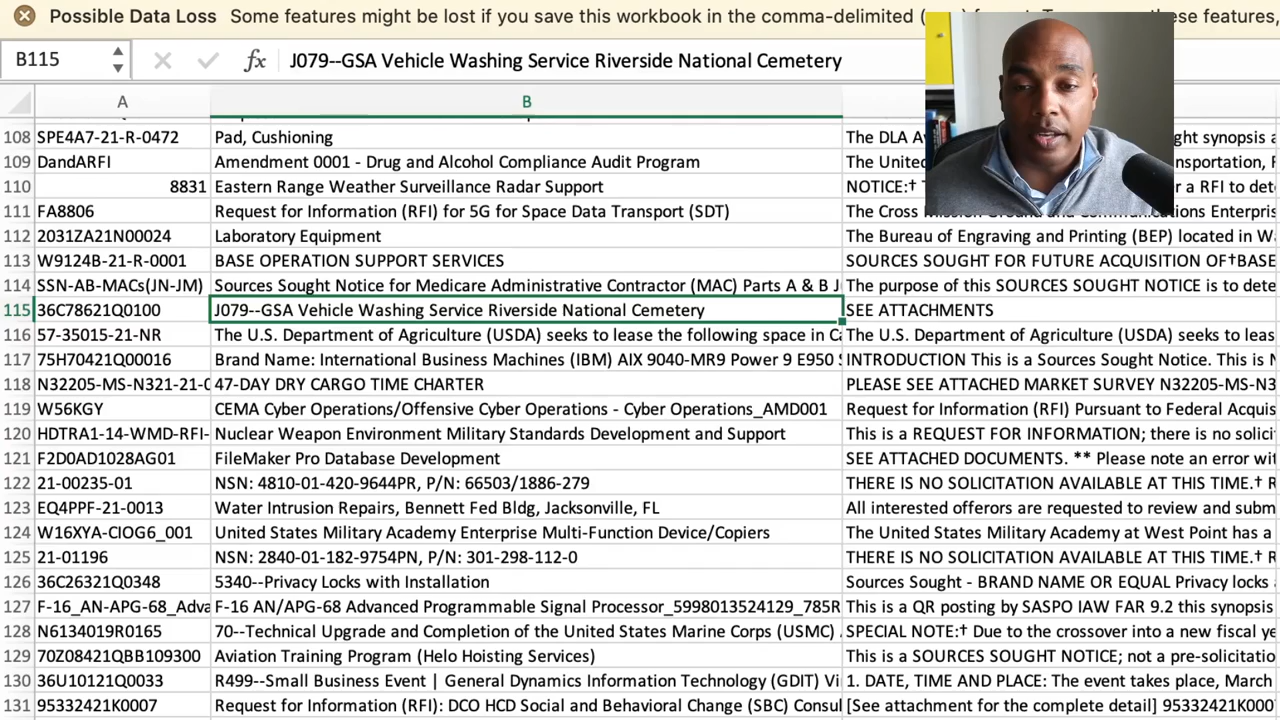 Possible Data Loss Some features might be lost if you save this workbook in the comma-delimited (
B115 fx J079--GSA Vehicle Washing Service Riverside National Cemetery
A B
108 SPE4A7-21-R-0472 Pad, Cushioning The DLA
109 DandARFI Amendment 0001 - Drug and Alcohol Compliance Audit Program The United
110 8831 Eastern Range Weather Surveillance Radar Support NOTICE:†
111 FA8806 Request for Information (RFI) for 5G for Space Data Transport (SDT) The Cross
112 2031ZA21N00024 Laboratory Equipment The Bureau of Engraving and Printing (BEP) located in
113 W9124B-21-R-0001 BASE OPERATION SUPPORT SERVICES SOURCES SOUGHT FOR FUTURE ACQUISITION OF†BASE
114 SSN-AB-MACs(JN-JM) Sources Sought Notice for Medicare Administrative Contractor (MAC) Parts A & B The purpose of this SOURCES SOUGHT NOTICE is to dete
115 36C78621Q0100 J079--GSA Vehicle Washing Service Riverside National Cemetery SEE ATTACHMENTS
116 57-35015-21-NR The U.S. Department of Agriculture (USDA) seeks to lease the following space in The U.S. Department of Agriculture (USDA) seeks to leas
117 75H70421Q00016 Brand Name: International Business Machines (IBM) AIX 9040-MR9 Power 9 E950 INTRODUCTION This is a Sources Sought Notice. This is
118 N32205-MS-N321-21- 47-DAY DRY CARGO TIME CHARTER PLEASE SEE ATTACHED MARKET SURVEY N32205-MS-N3
119 W56KGY CEMA Cyber Operations/Offensive Cyber Operations - Cyber Operations_AMD001 Request for Information (RFI) Pursuant to Federal Acquis
120 HDTRA1-14-WMD-RFI- Nuclear Weapon Environment Military Standards Development and Support This is a REQUEST FOR INFORMATION; there is no solici
121 F2D0AD1028AG01 FileMaker Pro Database Development SEE ATTACHED DOCUMENTS. ** Please note an error wit
122 21-00235-01 NSN: 4810-01-420-9644PR, P/N: 66503/1886-279 THERE IS NO SOLICITATION AVAILABLE AT THIS TIME.†
123 EQ4PPF-21-0013 Water Intrusion Repairs, Bennett Fed Bldg, Jacksonville, FL All interested offerors are requested to review and subm
124 W16XYA-CIOG6_001 United States Military Academy Enterprise Multi-Function Device/Copiers The United States Military Academy at West Point has a
125 21-01196 NSN: 2840-01-182-9754PN, P/N: 301-298-112-0 THERE IS NO SOLICITATION AVAILABLE AT THIS TIME.†
126 36C26321Q0348 5340--Privacy Locks with Installation Sources Sought - BRAND NAME OR EQUAL Privacy locks
127 F-16_AN-APG-68_Adva F-16 AN/APG-68 Advanced Programmable Signal Processor_5998013524129_785R This is a QR posting by SASPO IAW FAR 9.2 this synopsis
128 N6134019R0165 70--Technical Upgrade and Completion of the United States Marine Corps (USMC) SPECIAL NOTE:† Due to the crossover into a new fiscal ye
129 70Z08421QBB109300 Aviation Training Program (Helo Hoisting Services) This is a SOURCES SOUGHT NOTICE; not a pre-solicitatio
130 36U10121Q0033 R499--Small Business Event | General Dynamics Information Technology (GDIT) 1. DATE, TIME AND PLACE: The event takes place, March
131 95332421K0007 Request for Information (RFI): DCO HCD Social and Behavioral Change (SBC) Consul [See attachment for the complete detail] 95332421K000